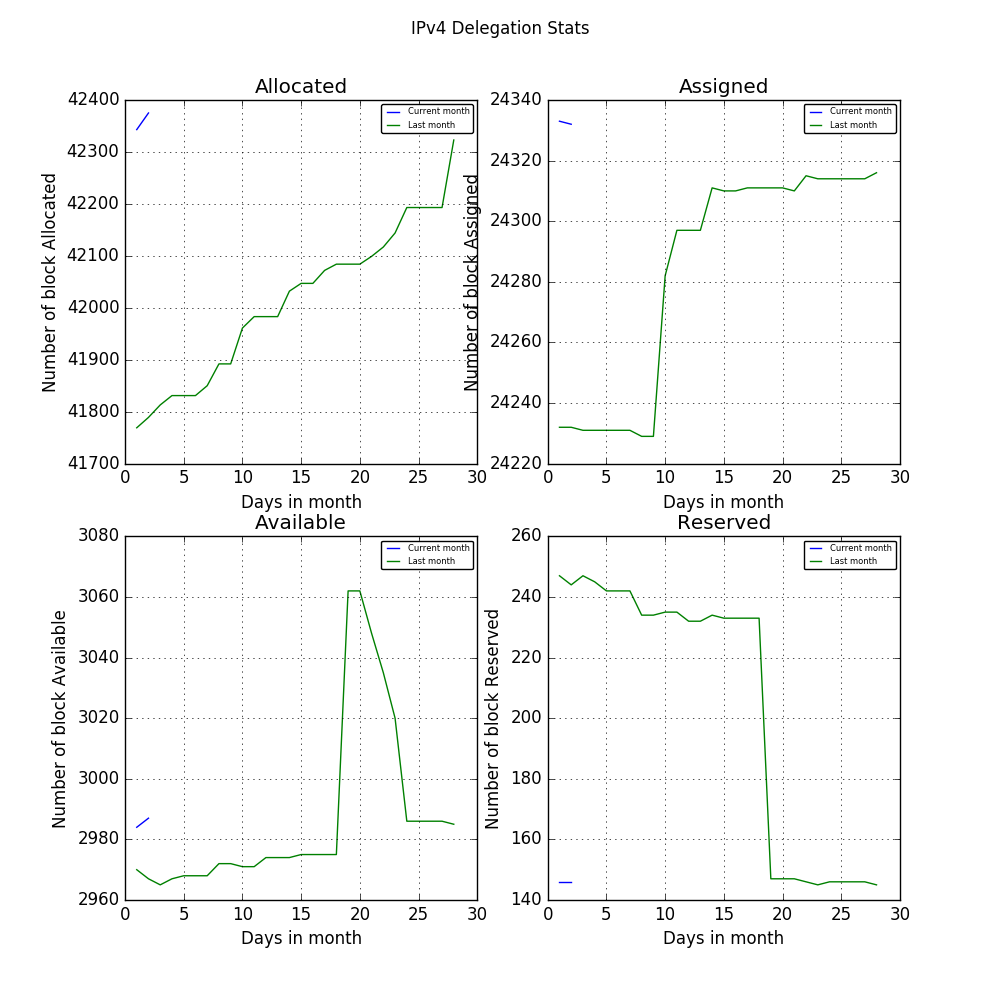 IPv4 Delegation Stats
Allocated
Number of block Allocated
42400
42300
42200
42100
42000
41900
41800
41700
Current month
Last month
0 5 10 15 20 25 30
Days in month
Assigned
Number of block Assigned
24340
24320
24300
24280
24260
24240
24220
Current month
Last month
0 5 10 15 20 25 30
Days in month
Available
Number of block Available
3080
3060
3040
3020
3000
2980
2960
Current month
Last month
0 5 10 15 20 25 30
Days in month
Reserved
Number of block Reserved
260
240
220
200
180
160
140
Current month
Last month
0 5 10 15 20 25 30
Days in month